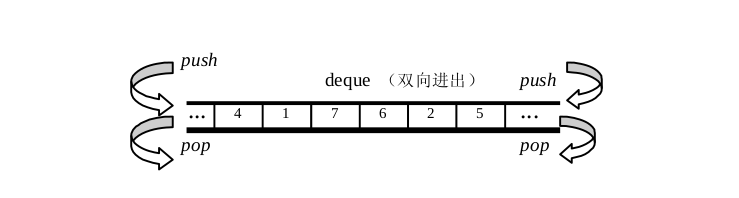 push
deque （双向进出） push
... 4 1 7 6 2 5 ...
pop pop